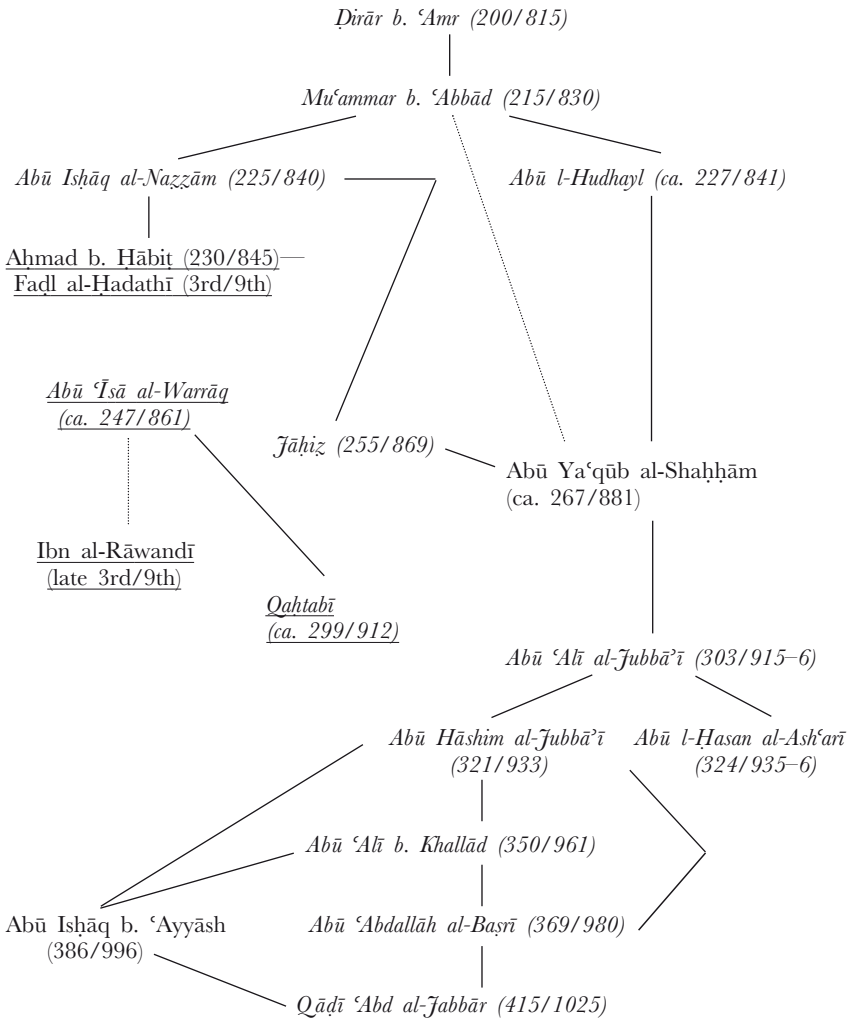 Ḍirār b. ʿAmr (200/815)
Muʿammar b. ʿAbbād (215/830)
Abū Isḥāq al-Naẓẓām (225/840)
Abū l-Hudhayl (ca. 227/841)
Aḥmad b. Ḥābiṭ (230/845)—
Faḍl al-Ḥadathī (3rd/9th)
Abū ʿĪsā al-Warrāq
(ca. 247/861)
Jāḥiẓ (255/869)
Abū Yaʿqūb al-Shaḥḥām
(ca. 267/881)
Ibn al-Rāwandī
(late 3rd/9th)
Qaḥtabī
(ca. 299/912)
Abū ʿAlī al-Jubbāʾī (303/915–6)
Abū Hāshim al-Jubbāʾī
(321/933)
Abū l-Ḥasan al-Ashʿarī
(324/935–6)
Abū ʿAlī b. Khallād (350/961)
Abū Isḥāq b. ʿAyyāsh
(386/996)
Abū ʿAbdallāh al-Baṣrī (369/980)
Qāḍī ʿAbd al-Jabbār (415/1025)